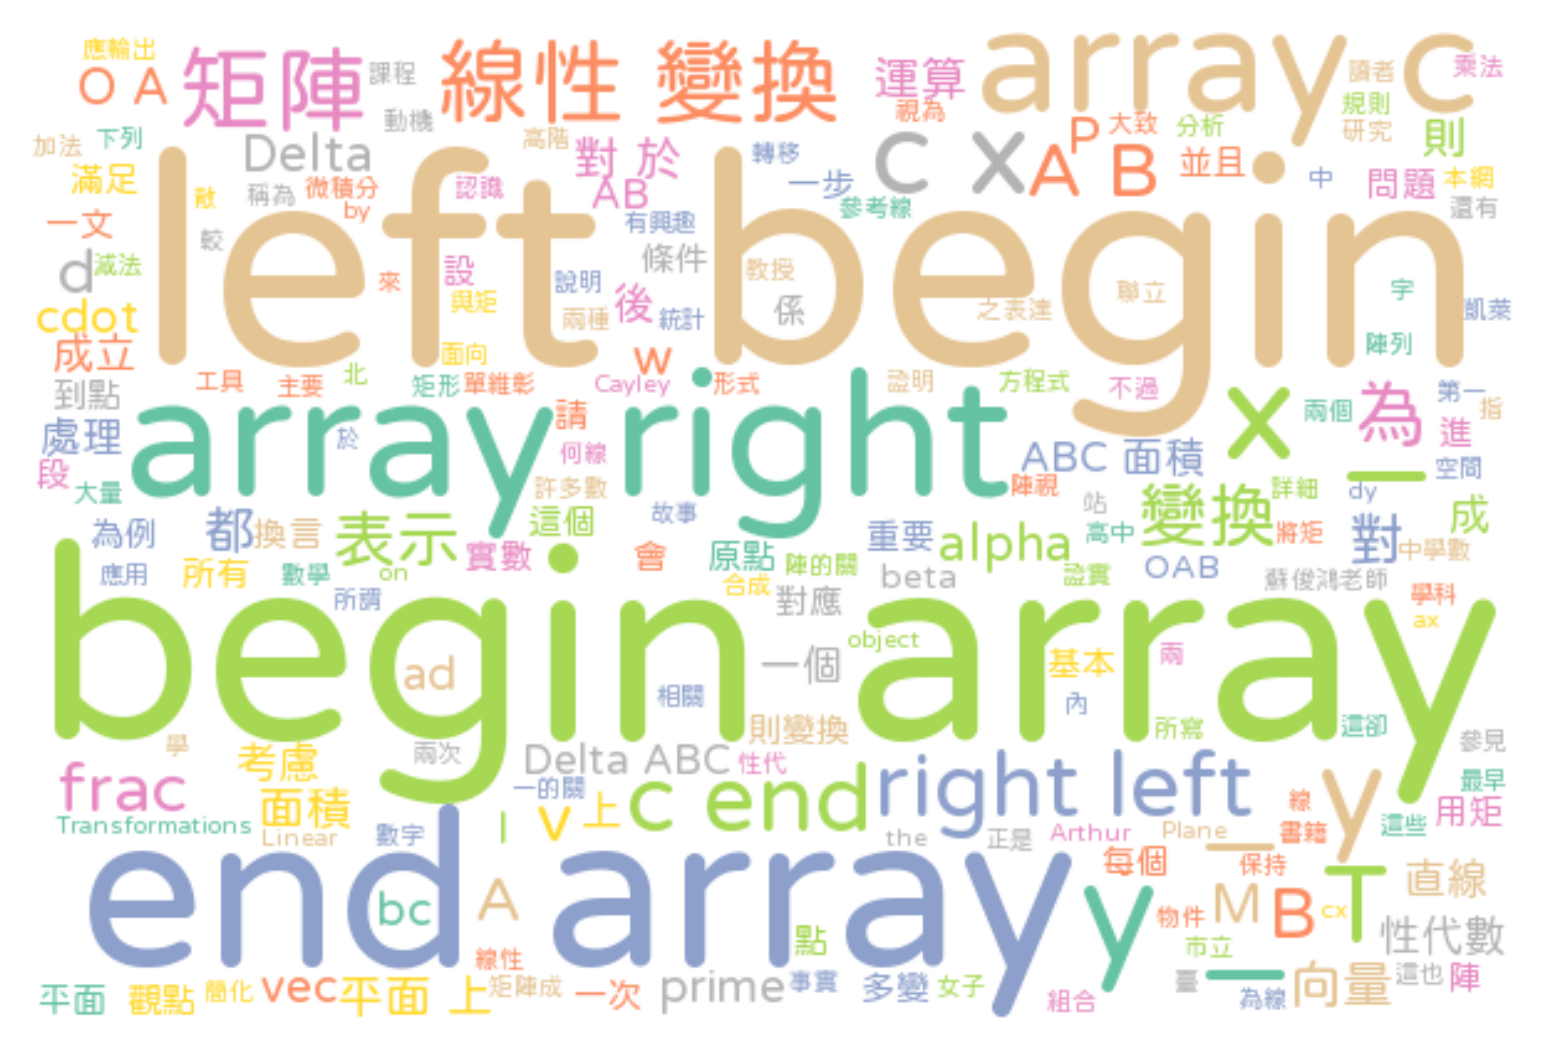 應輸出
O A
矩陣
課程
動機
線性 變換
運算
視為
array c
讀者
規則
研究
乘法
則
加法
下列
Delta
高階
對 於
AB
轉移
一步
參考線
c x
A B
P
大致
分析
並且
中
問題
本網
還有
滿足
散
稱為
微積分
by
認識
有興趣
一文
較
d
減法
left begin
來
設
說明
條件
教授
係
之表達
聯立
字
凱萊
cdot
與矩
兩種
後
統計
陣列
成立
面向
w
工具
主要
北
矩形
單維彰
Cayley
形式
證明
方程式
不過
第一
指
到點
array right
請
x
兩個
為
進
處理
於
何線
ABC 面積
空間
段
大量
許多數
陣視
詳細
dy
站
為例
都
換言
表示
這個
故事
重要
alpha
高中
變換
將矩
對
成
中學數
應用
所有
數學
on
實數
會
原點
陣的關
beta
證實
OAB
所謂
合成
對應
蘇俊鴻老師
學科
ax
begin array
ad
object
一個
基本
兩
相關
內
則變換
所寫
這卻
參見
學
考慮
兩次
Delta ABC
性代
right left
最早
frac
面積
一的關
c end
線
y
用矩
Transformations
Linear
數字
l
v
上
the
正是
Arthur
Plane
書籍
這些
end array
每個
保持
bc
A
y
物件
M
B
cx
T
直線
點
市立
性代數
線性
平面
觀點
簡化
vec
平面 上
矩陣成
一次
prime
事實
多變
女子
組合
臺
為線
向量
這也
陣